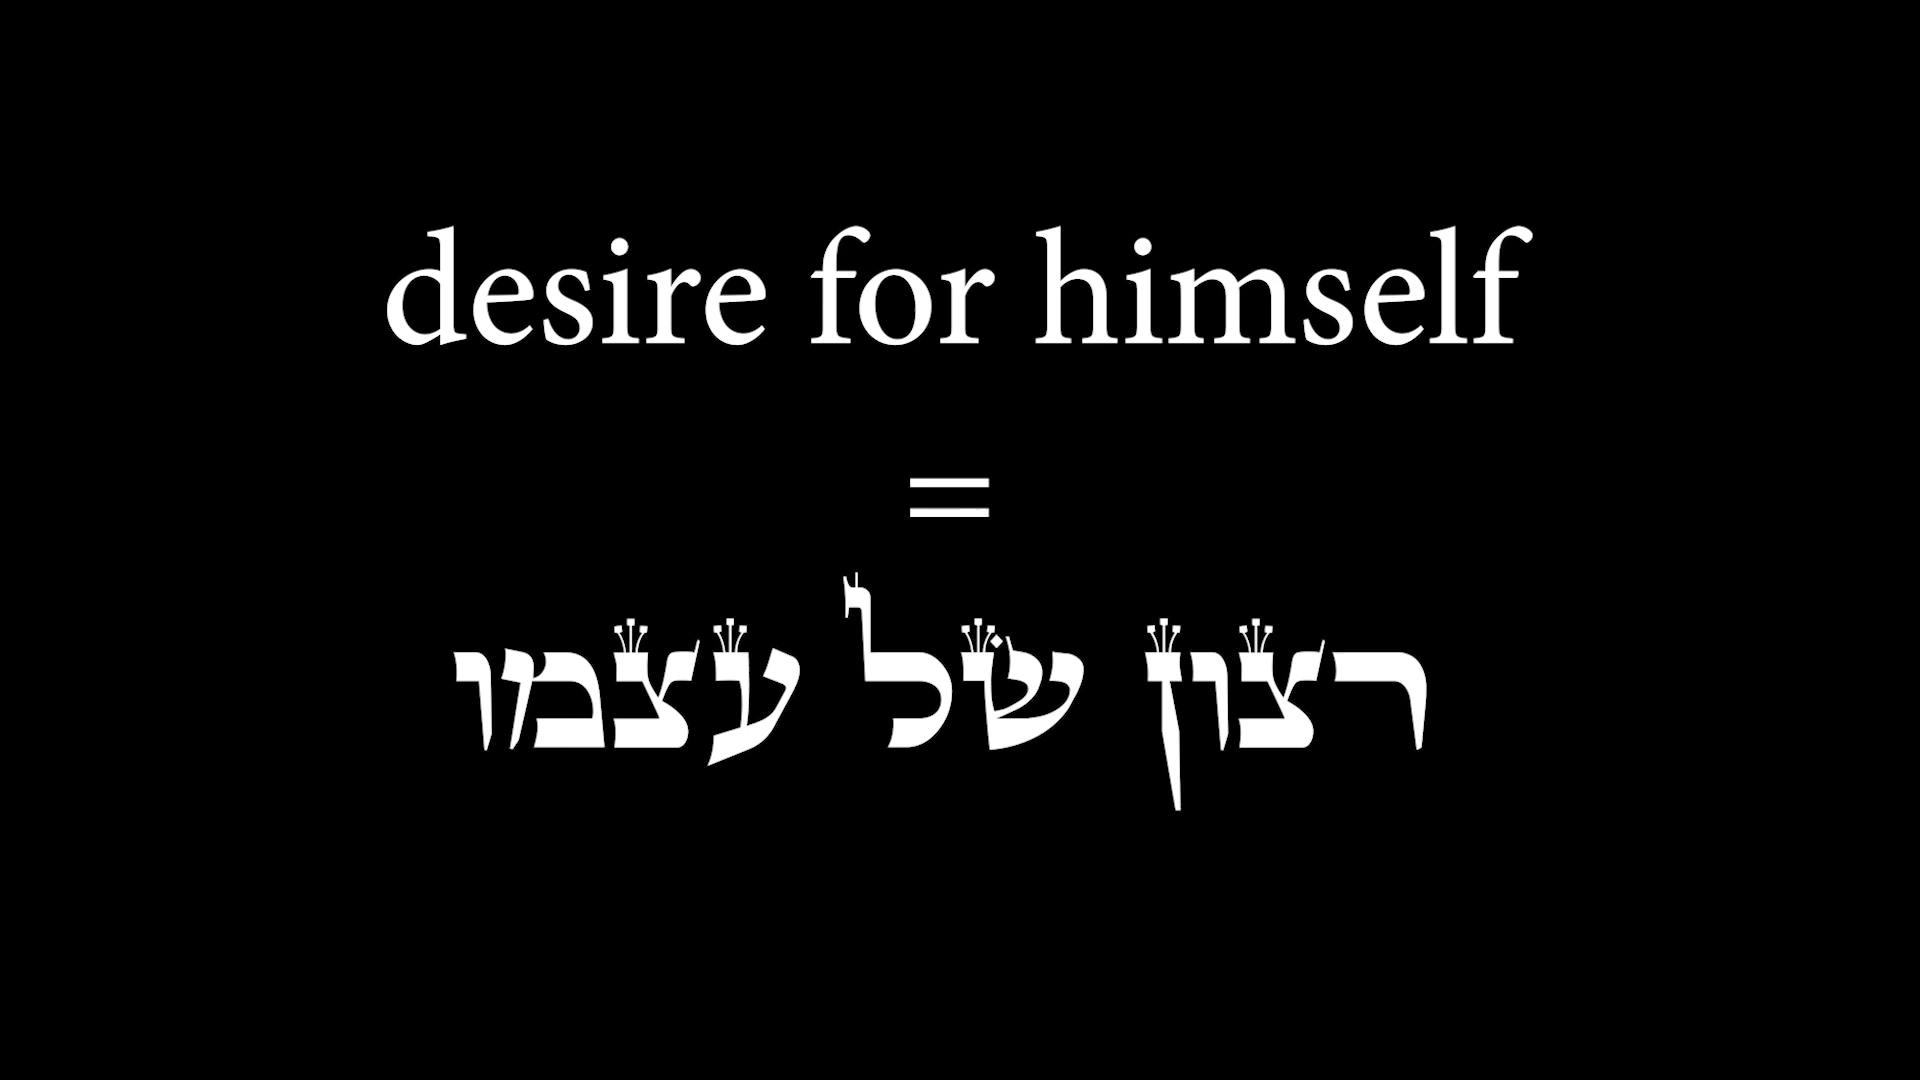 desire for himself
=
רצון של עצמו